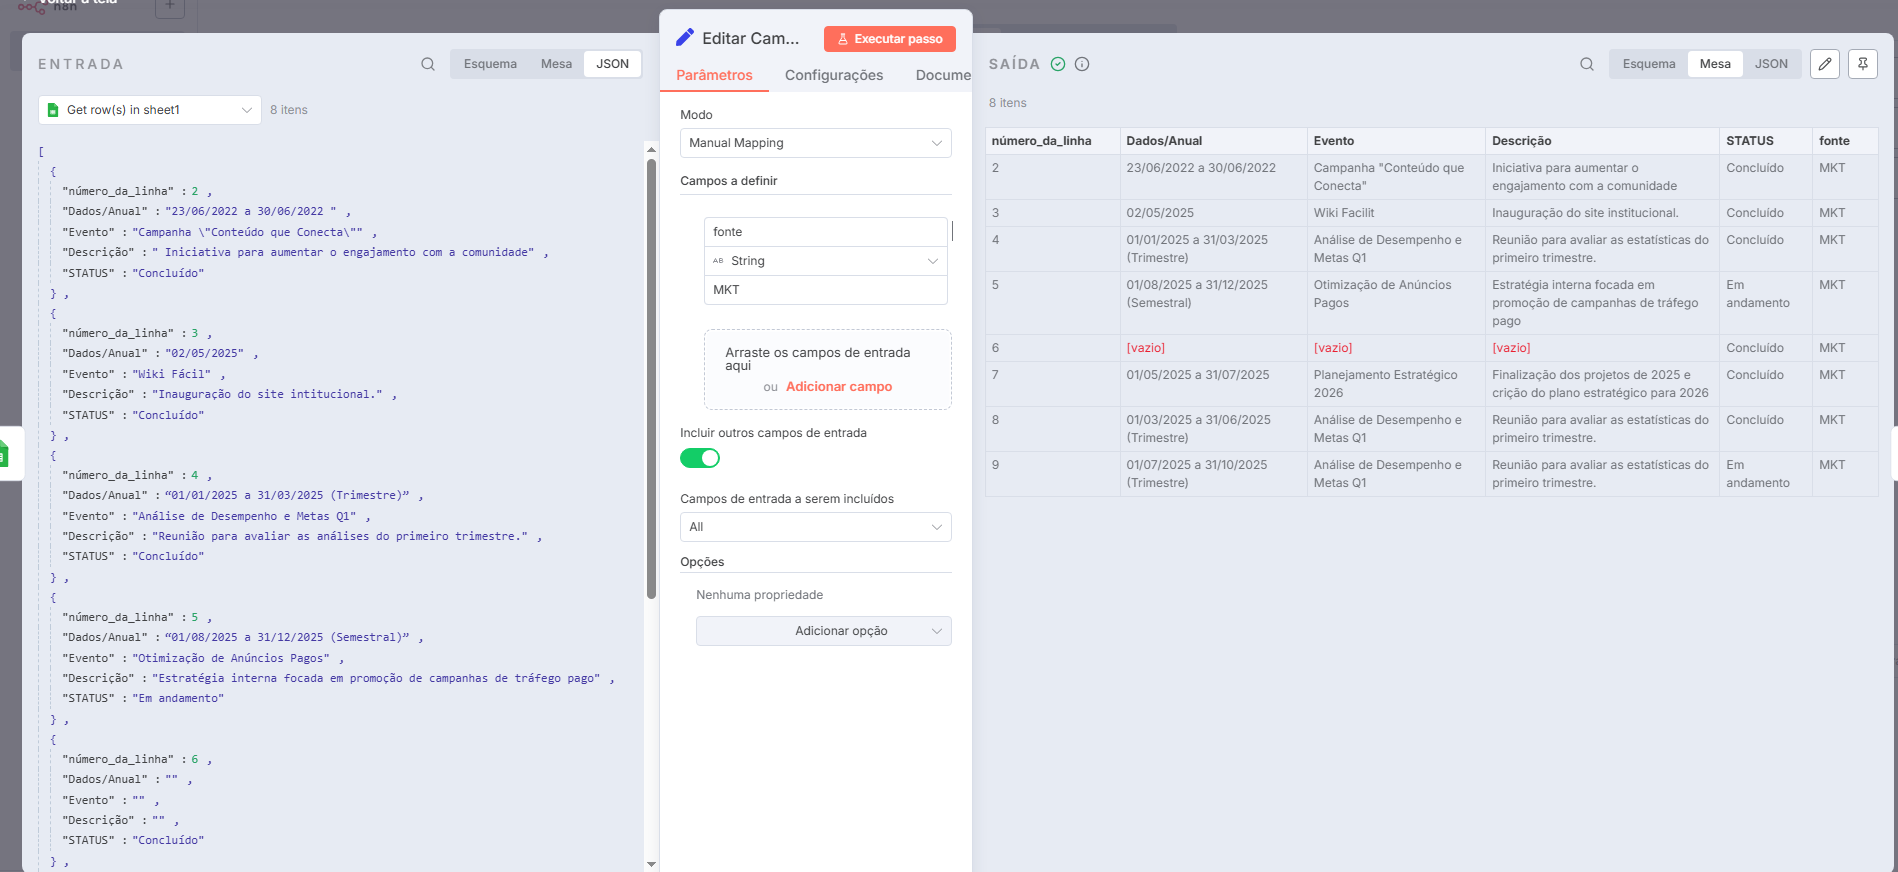 Voltar à tela
n8n
+
ENTRADA
Esquema Mesa JSON
Get row(s) in sheet1 8 itens
[
{
"número_da_linha" : 2 ,
"Dados/Anual" : "23/06/2022 a 30/06/2022 " ,
"Evento" : "Campanha \"Conteúdo que Conecta\"" ,
"Descrição" : " Iniciativa para aumentar o engajamento com a comunidade" ,
"STATUS" : "Concluído"
} ,
{
"número_da_linha" : 3 ,
"Dados/Anual" : "02/05/2025" ,
"Evento" : "Wiki Fácil" ,
"Descrição" : "Inauguração do site intitucional." ,
"STATUS" : "Concluído"
} ,
{
"número_da_linha" : 4 ,
"Dados/Anual" : “01/01/2025 a 31/03/2025 (Trimestre)” ,
"Evento" : "Análise de Desempenho e Metas Q1" ,
"Descrição" : "Reunião para avaliar as análises do primeiro trimestre." ,
"STATUS" : "Concluído"
} ,
{
"número_da_linha" : 5 ,
"Dados/Anual" : “01/08/2025 a 31/12/2025 (Semestral)” ,
"Evento" : "Otimização de Anúncios Pagos" ,
"Descrição" : "Estratégia interna focada em promoção de campanhas de tráfego pago" ,
"STATUS" : "Em andamento"
} ,
{
"número_da_linha" : 6 ,
"Dados/Anual" : "" ,
"Evento" : "" ,
"Descrição" : "" ,
"STATUS" : "Concluído"
} ,
Editar Cam... Executar passo
Parâmetros Configurações Docume
Modo
Manual Mapping
Campos a definir
fonte
AB String
MKT
Arraste os campos de entrada
aqui
ou Adicionar campo
Incluir outros campos de entrada
Campos de entrada a serem incluídos
All
Opções
Nenhuma propriedade
Adicionar opção
SAÍDA
Esquema Mesa JSON
8 itens
número_da_linha Dados/Anual Evento Descrição STATUS fonte
2 23/06/2022 a 30/06/2022 Campanha "Conteúdo que Iniciativa para aumentar o Concluído MKT
Conecta" engajamento com a comunidade
3 02/05/2025 Wiki Facilit Inauguração do site institucional. Concluído MKT
4 01/01/2025 a 31/03/2025 Análise de Desempenho e Reunião para avaliar as estatísticas do Concluído MKT
(Trimestre) Metas Q1 primeiro trimestre.
5 01/08/2025 a 31/12/2025 Otimização de Anúncios Estratégia interna focada em Em MKT
(Semestral) Pagos promoção de campanhas de tráfego andamento
pago
6 [vazio] [vazio] [vazio] Concluído MKT
7 01/05/2025 a 31/07/2025 Planejamento Estratégico Finalização dos projetos de 2025 e Concluído MKT
2026 crição do plano estratégico para 2026
8 01/03/2025 a 31/06/2025 Análise de Desempenho e Reunião para avaliar as estatísticas do Concluído MKT
(Trimestre) Metas Q1 primeiro trimestre.
9 01/07/2025 a 31/10/2025 Análise de Desempenho e Reunião para avaliar as estatísticas do Em MKT
(Trimestre) Metas Q1 primeiro trimestre. andamento